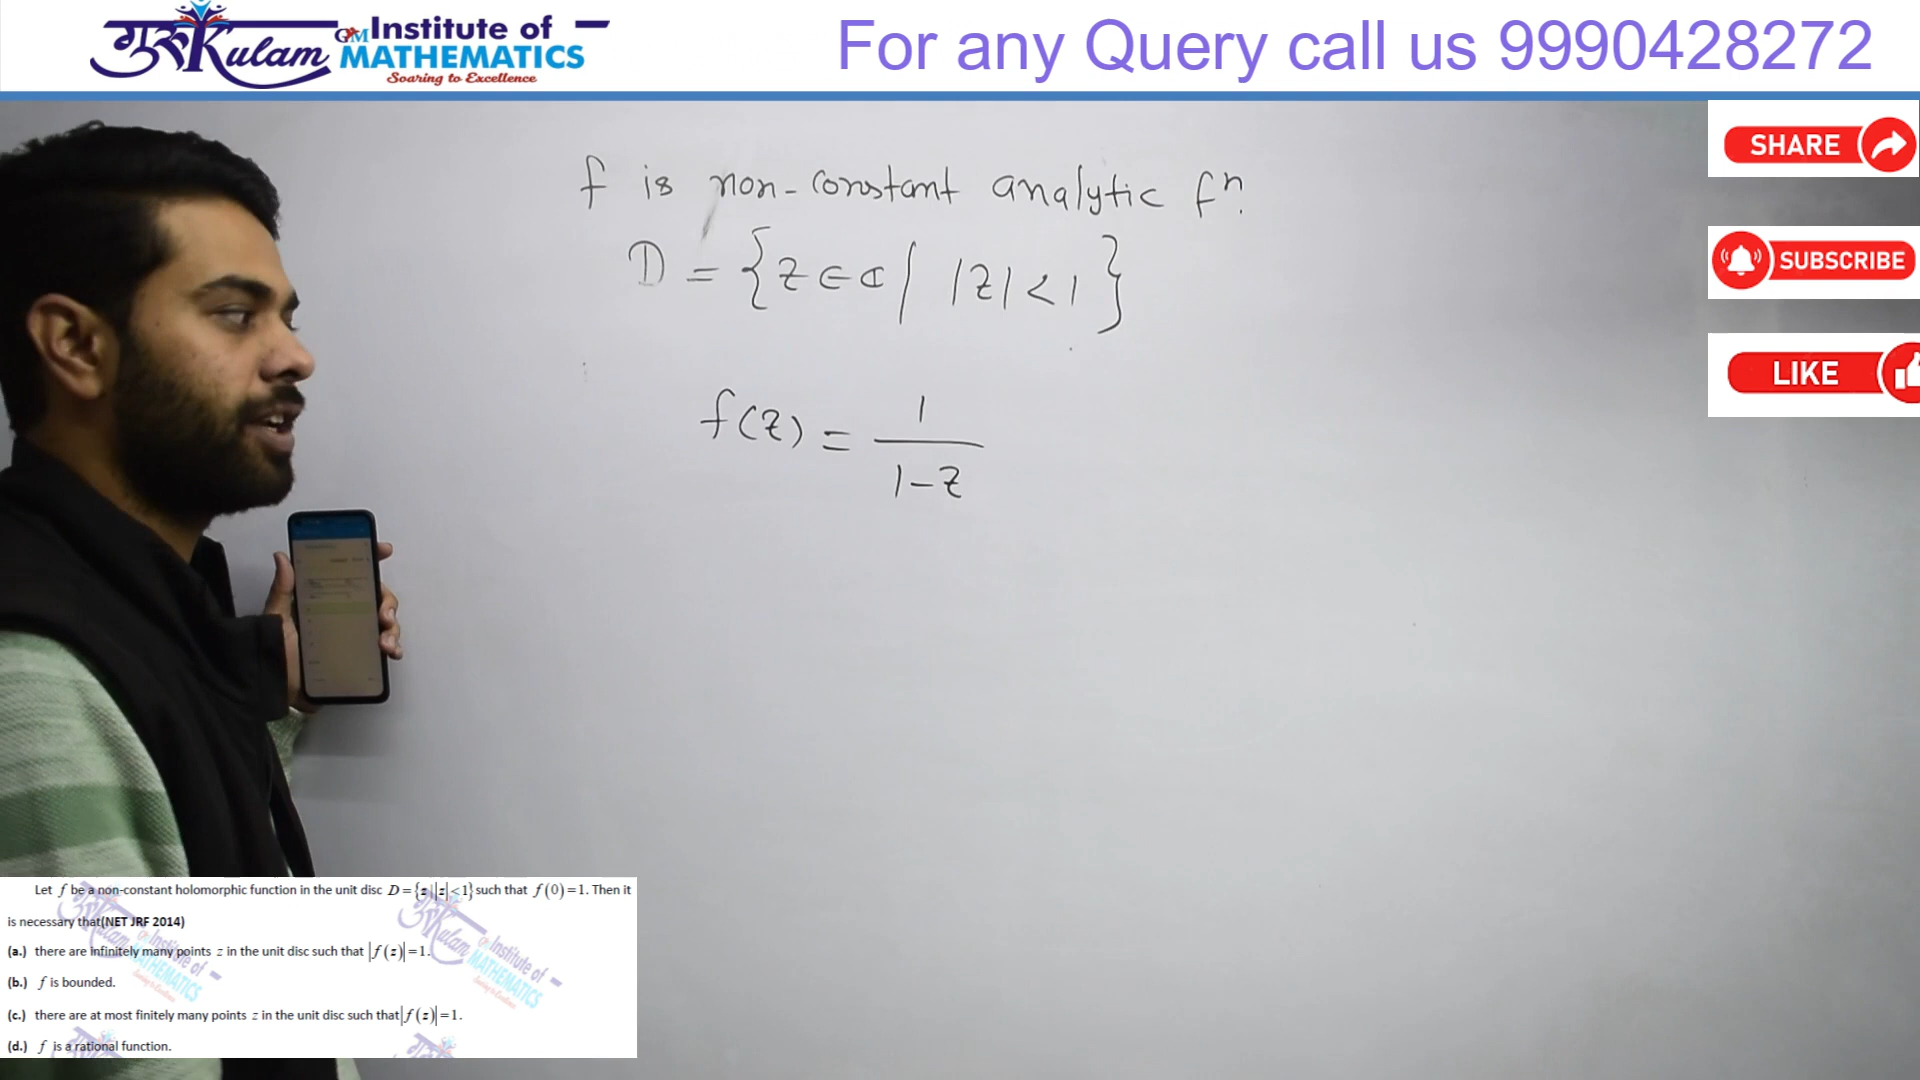 गुरुKulam GM Institute of MATHEMATICS
Soaring to Excellence
For any Query call us 9990428272
SHARE
SUBSCRIBE
LIKE
f is non-constant analytic fⁿ.
D = {z ∈ ℂ / |z| < 1}
f(z) = 1/(1-z)
Let f be a non-constant holomorphic function in the unit disc D={z||z|<1} such that f(0)=1. Then it
is necessary that(NET JRF 2014)
(a.) there are infinitely many points z in the unit disc such that |f(z)|=1.
(b.) f is bounded.
(c.) there are at most finitely many points z in the unit disc such that |f(z)|=1.
(d.) f is a rational function.